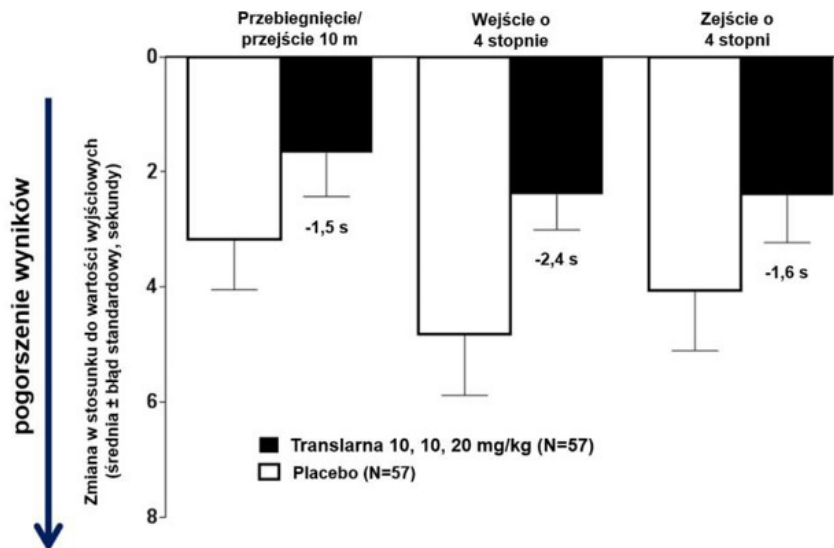 Przebiegnięcie/
przejście 10 m
Wejście o
4 stopnie
Zejście o
4 stopni
pogorszenie wyników
Zmiana w stosunku do wartości wyjściowych
(średnia ± błąd standardowy, sekundy)
0
2
4
6
8
-1,5 s
-2,4 s
-1,6 s
Translarna 10, 10, 20 mg/kg (N=57)
Placebo (N=57)